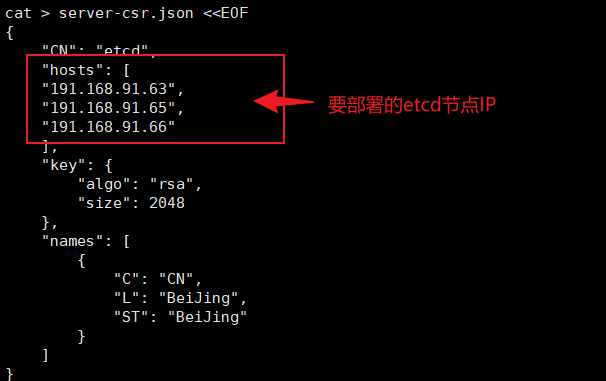 cat > server-csr.json <<EOF
{
    "CN": "etcd",
    "hosts": [
    "191.168.91.63",
    "191.168.91.65",
    "191.168.91.66"
    ],
    "key": {
        "algo": "rsa",
        "size": 2048
    },
    "names": [
        {
            "C": "CN",
            "L": "BeiJing",
            "ST": "BeiJing"
        }
    ]
}
要部署的etcd节点IP